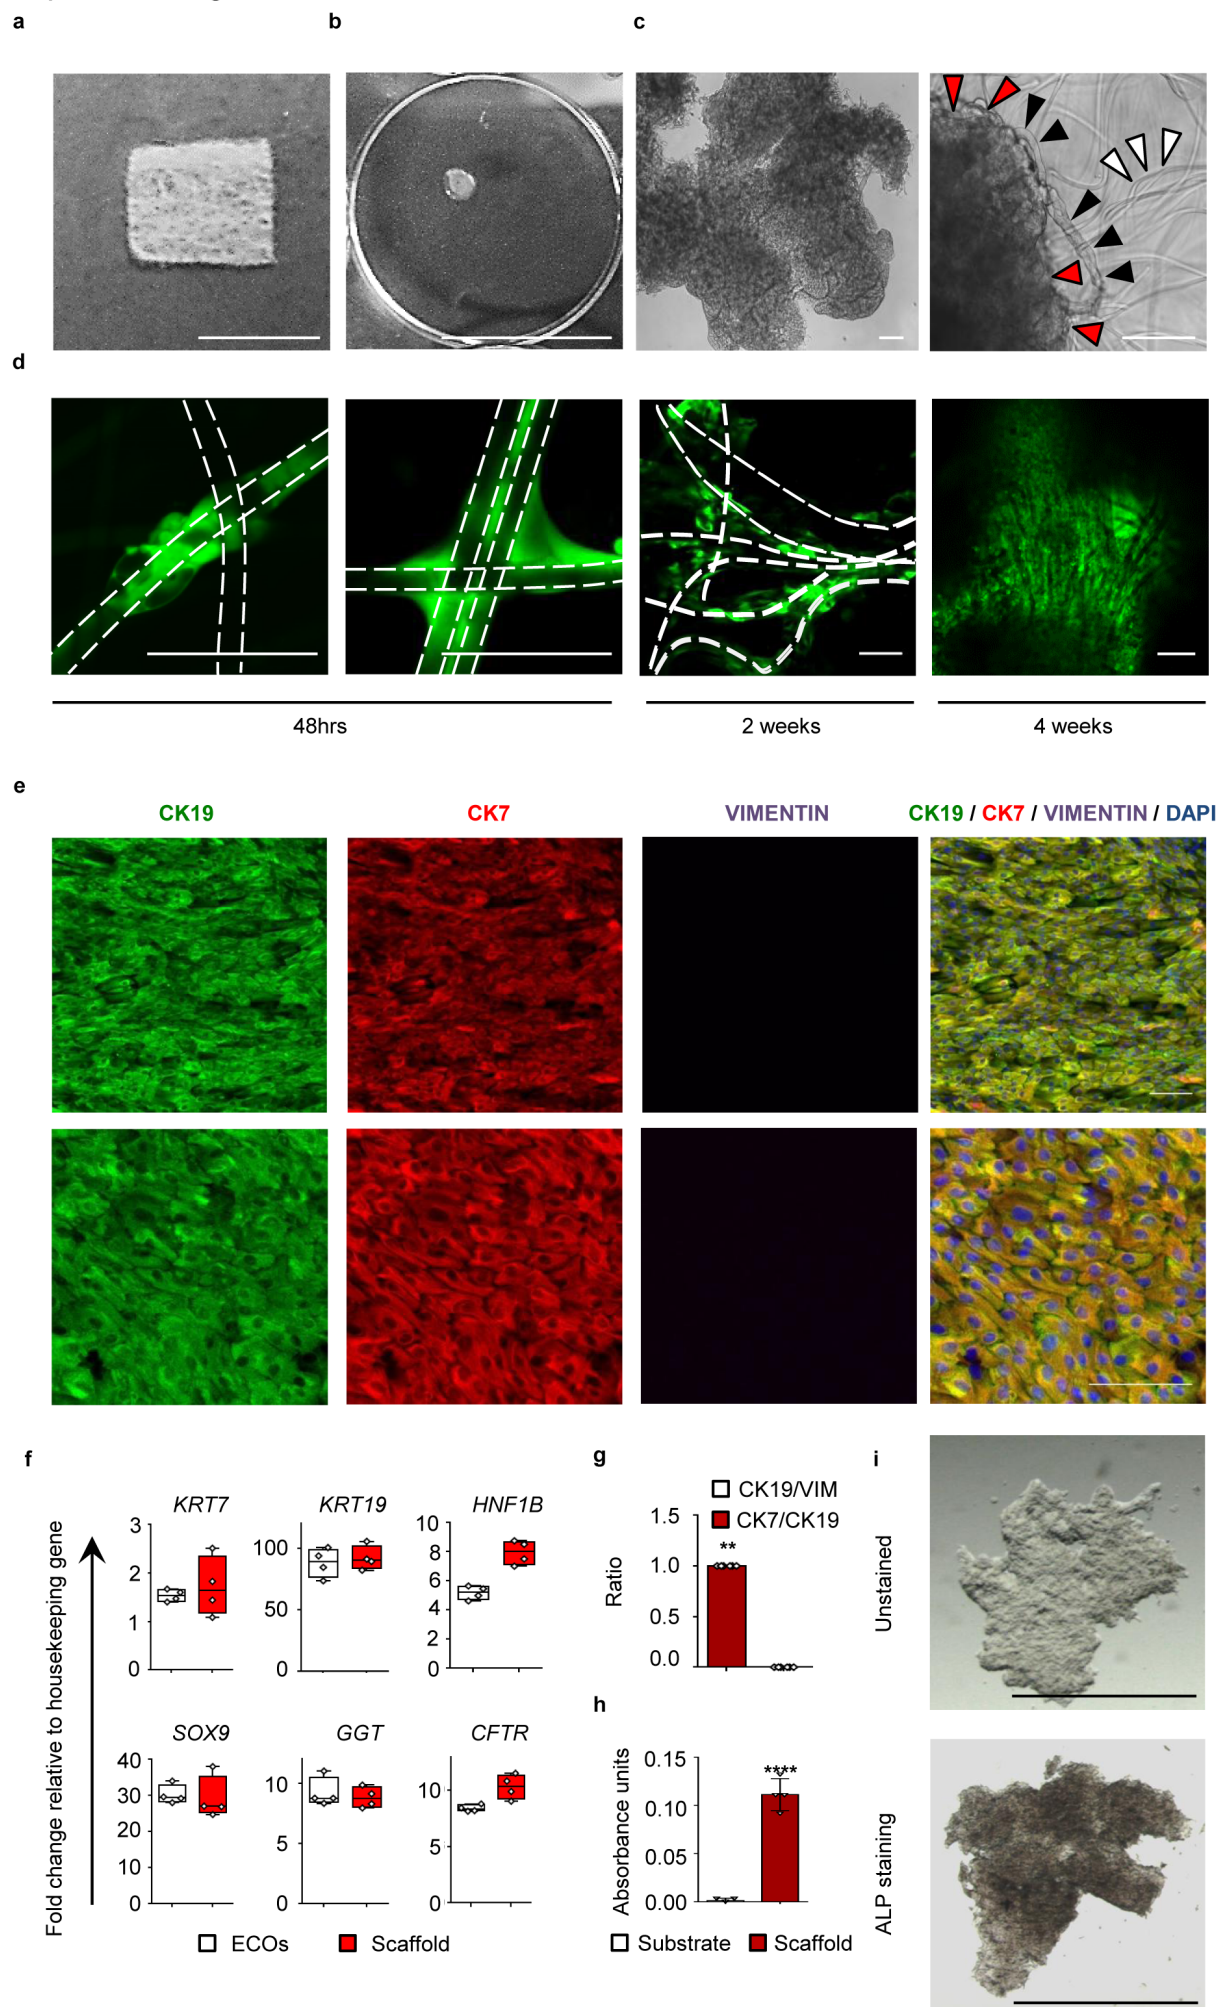 a
b
c
d
48hrs
2 weeks
4 weeks
e
CK19
CK7
VIMENTIN
CK19 / CK7 / VIMENTIN / DAPI
f
g
i
Fold change relative to housekeeping gene
KRT7
3
2
1
0
KRT19
100
50
0
HNF1B
10
8
6
4
2
0
SOX9
40
30
20
10
0
GGT
10
5
0
CFTR
10
5
0
ECOs
Scaffold
CK19/VIM
CK7/CK19
Ratio
1.5
1.0
0.5
0.0
**
h
Absorbance units
0.15
0.10
0.05
0.00
****
Substrate
Scaffold
Unstained
ALP staining